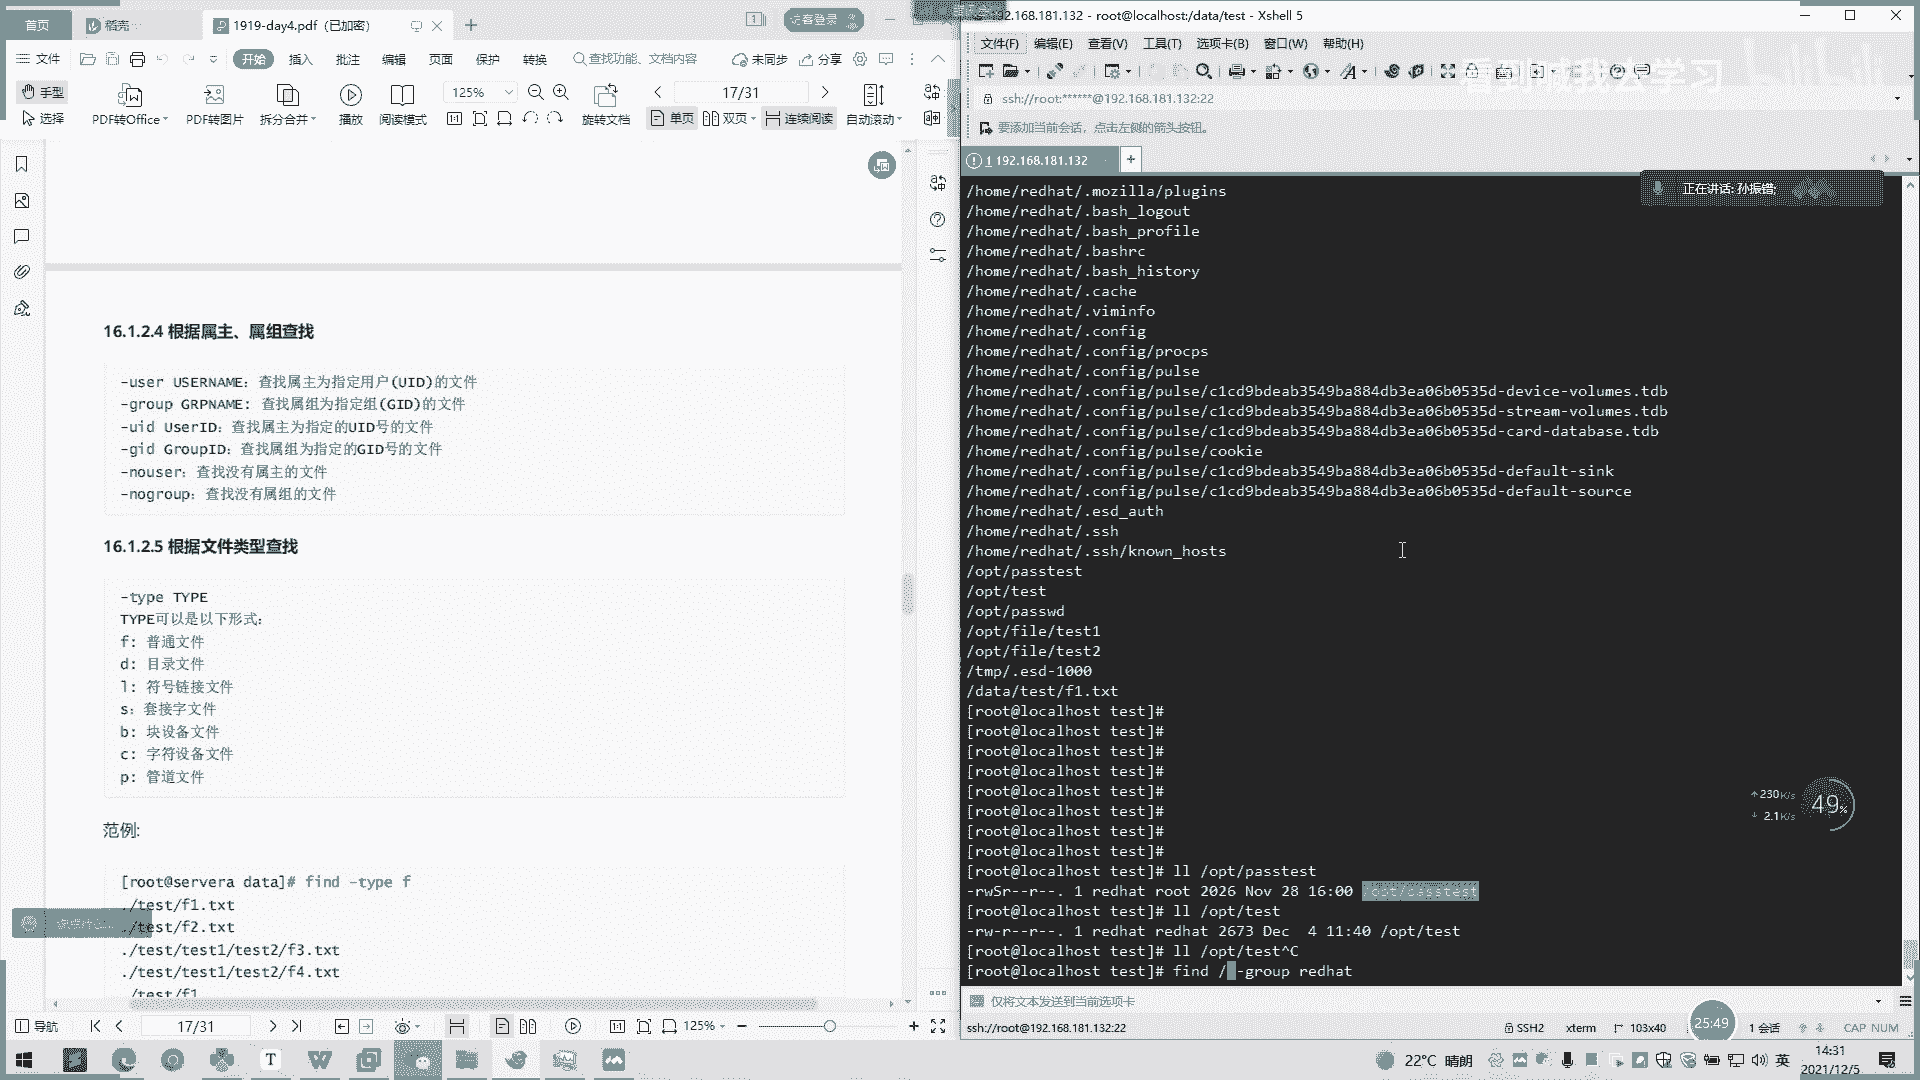 首页
稻壳
1919-day4.pdf（已加密）
访客登录
文件
开始
插入
批注
编辑
页面
保护
转换
查找功能、文档内容
未同步
分享
手型
选择
PDF转Office
PDF转图片
拆分合并
播放
阅读模式
125%
旋转文档
17/31
单页
双页
连续阅读
自动滚动
16.1.2.4 根据属主、属组查找
-user USERNAME：查找属主为指定用户(UID)的文件
-group GRPNAME: 查找属组为指定组(GID)的文件
-uid UserID：查找属主为指定的UID号的文件
-gid GroupID：查找属组为指定的GID号的文件
-nouser：查找没有属主的文件
-nogroup：查找没有属组的文件
16.1.2.5 根据文件类型查找
-type TYPE
TYPE可以是以下形式：
f: 普通文件
d: 目录文件
l: 符号链接文件
s：套接字文件
b: 块设备文件
c: 字符设备文件
p: 管道文件
范例:
[root@servera data]# find -type f
./test/f1.txt
./test/f2.txt
./test/test1/test2/f3.txt
./test/test1/test2/f4.txt
./test/f1
导航
17/31
125%
192.168.181.132 - root@localhost:/data/test - Xshell 5
文件(F) 编辑(E) 查看(V) 工具(T) 选项卡(B) 窗口(W) 帮助(H)
看到喊我去学习
ssh://root:******@192.168.181.132:22
要添加当前会话，点击左侧的箭头按钮。
1 192.168.181.132
正在讲话: 孙振锴;
/home/redhat/.mozilla/plugins
/home/redhat/.bash_logout
/home/redhat/.bash_profile
/home/redhat/.bashrc
/home/redhat/.bash_history
/home/redhat/.cache
/home/redhat/.viminfo
/home/redhat/.config
/home/redhat/.config/procps
/home/redhat/.config/pulse
/home/redhat/.config/pulse/c1cd9bdeab3549ba884db3ea06b0535d-device-volumes.tdb
/home/redhat/.config/pulse/c1cd9bdeab3549ba884db3ea06b0535d-stream-volumes.tdb
/home/redhat/.config/pulse/c1cd9bdeab3549ba884db3ea06b0535d-card-database.tdb
/home/redhat/.config/pulse/cookie
/home/redhat/.config/pulse/c1cd9bdeab3549ba884db3ea06b0535d-default-sink
/home/redhat/.config/pulse/c1cd9bdeab3549ba884db3ea06b0535d-default-source
/home/redhat/.esd_auth
/home/redhat/.ssh
/home/redhat/.ssh/known_hosts
/opt/passtest
/opt/test
/opt/passwd
/opt/file/test1
/opt/file/test2
/tmp/.esd-1000
/data/test/f1.txt
[root@localhost test]#
[root@localhost test]#
[root@localhost test]#
[root@localhost test]#
[root@localhost test]#
[root@localhost test]#
[root@localhost test]#
[root@localhost test]#
[root@localhost test]# ll /opt/passtest
-rwSr--r--. 1 redhat root 2026 Nov 28 16:00 /opt/passtest
[root@localhost test]# ll /opt/test
-rw-r--r--. 1 redhat redhat 2673 Dec  4 11:40 /opt/test
[root@localhost test]# ll /opt/test^C
[root@localhost test]# find / -group redhat
230K/s
2.1K/s
49%
仅将文本发送到当前选项卡
ssh://root@192.168.181.132:22
SSH2
xterm
103x40
25:49
1 会话
CAP NUM
22°C 晴朗
英
14:31
2021/12/5